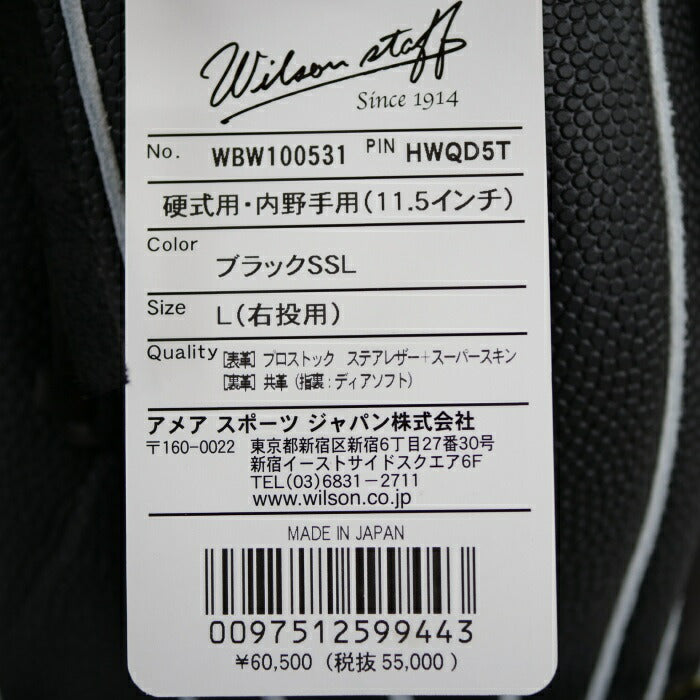 Wilson staff
Since 1914
No. WBW100531 PIN HWQD5T
硬式用・内野手用(11.5インチ)
Color
ブラックSSL
Size L(右投用)
Quality [表革] プロストック ステアレザー+スーパースキン
[裏革] 共革 (指裏:ディアソフト)
アメア スポーツ ジャパン株式会社
〒160-0022 東京都新宿区新宿6丁目27番30号
新宿イーストサイドスクエア6F
TEL(03)6831-2711
www.wilson.co.jp
MADE IN JAPAN
0097512599443
¥60,500 (税抜 55,000)